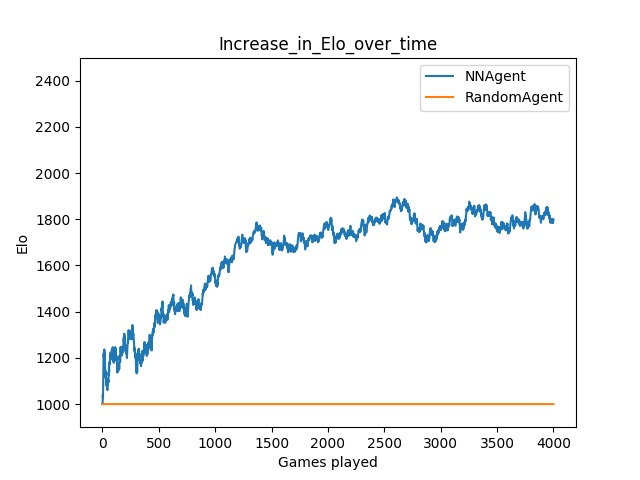 Increase_in_Elo_over_time
NNAgent
RandomAgent
2400
2200
2000
1800
1600
1400
1200
1000
Elo
0 500 1000 1500 2000 2500 3000 3500 4000
Games played